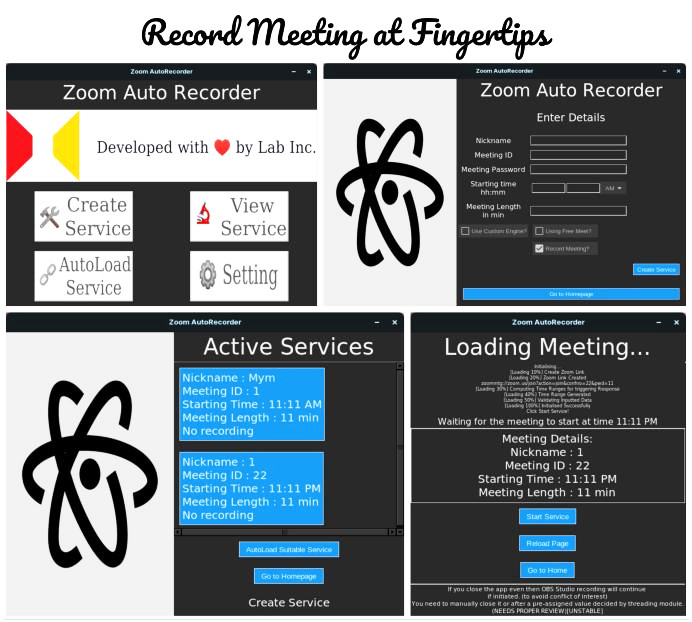 Record Meeting at Fingertips
Zoom AutoRecorder
Zoom Auto Recorder
Developed with ❤ by Lab Inc.
Create
Service
View
Service
AutoLoad
Service
Setting
Zoom AutoRecorder
Zoom Auto Recorder
Enter Details
Nickname
Meeting ID
Meeting Password
Starting time
hh:mm
AM
Meeting Length
in min
Use Custom Engine?
Using Free Meet?
Record Meeting?
Create Service
Go to Homepage
Zoom AutoRecorder
Active Services
Nickname : Mym
Meeting ID : 1
Starting Time : 11:11 AM
Meeting Length : 11 min
No recording
Nickname : 1
Meeting ID : 22
Starting Time : 11:11 PM
Meeting Length : 11 min
No recording
AutoLoad Suitable Service
Go to Homepage
Create Service
Zoom AutoRecorder
Loading Meeting...
Initialising...
[Loading 10%] Create Zoom Link
[Loading 20%] Zoom Link Created
[Loading 30%] Computing Time Ranges for triggering Response
[Loading 40%] Time Range Generated
[Loading 50%] Validating Inputted Data
[Loading 100%] Initialised Successfully
Click Start Service!
Waiting for the meeting to start at time 11:11 PM
Meeting Details:
Nickname : 1
Meeting ID : 22
Starting Time : 11:11 PM
Meeting Length : 11 min
Start Service
Reload Page
Go to Home
If you close the app even then OBS Studio recording will continue
if initiated. (to avoid conflict of interest)
You need to manually close it or after a pre-assigned value decided by threading module.
(NEEDS PROPER REVIEW)[UNSTABLE]